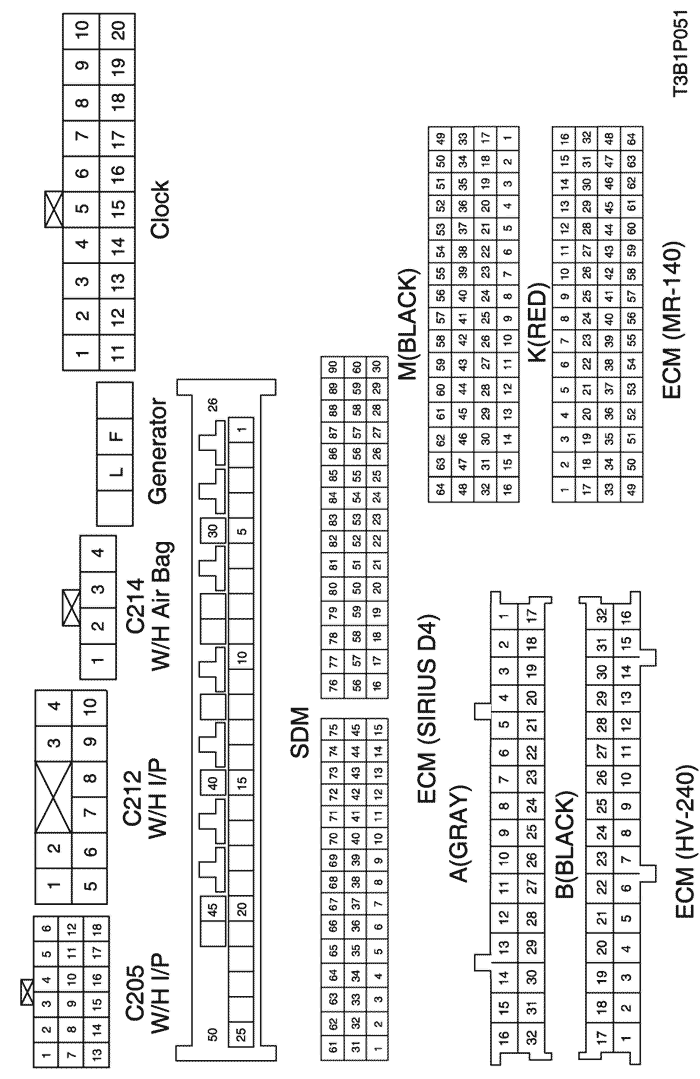 1 2 3 4 5 6
7 8 9 10 11 12
13 14 15 16 17 18
C205
W/H I/P
1 2 3 4
5 6 7 8 9 10
C212
W/H I/P
1 2 3 4
C214
W/H Air Bag
L F
Generator
1 2 3 4 5 6 7 8 9 10
11 12 13 14 15 16 17 18 19 20
Clock
50 45 40 30 26
25 20 15 10 5 1
SDM
61 62 63 64 65 66 67 68 69 70 71 72 73 74 75
31 32 33 34 35 36 37 38 39 40 41 42 43 44 45
1 2 3 4 5 6 7 8 9 10 11 12 13 14 15
76 77 78 79 80 81 82 83 84 85 86 87 88 89 90
56 57 58 59 50 51 52 53 54 55 56 57 58 59 60
16 17 18 19 20 21 22 23 24 25 26 27 28 29 30
ECM (SIRIUS D4)
A(GRAY)
16 15 14 13 12 11 10 9 8 7 6 5 4 3 2 1
32 31 30 29 28 27 26 25 24 23 22 21 20 19 18 17
B(BLACK)
17 18 19 20 21 22 23 24 25 26 27 28 29 30 31 32
1 2 3 4 5 6 7 8 9 10 11 12 13 14 15 16
ECM (HV-240)
M(BLACK)
64 63 62 61 60 59 58 57 56 55 54 53 52 51 50 49
48 47 46 45 44 43 42 41 40 39 38 37 36 35 34 33
32 31 30 29 28 27 26 25 24 23 22 21 20 19 18 17
16 15 14 13 12 11 10 9 8 7 6 5 4 3 2 1
K(RED)
1 2 3 4 5 6 7 8 9 10 11 12 13 14 15 16
17 18 19 20 21 22 23 24 25 26 27 28 29 30 31 32
33 34 35 36 37 38 39 40 41 42 43 44 45 46 47 48
49 50 51 52 53 54 55 56 57 58 59 60 61 62 63 64
ECM (MR-140)
T3B1P051